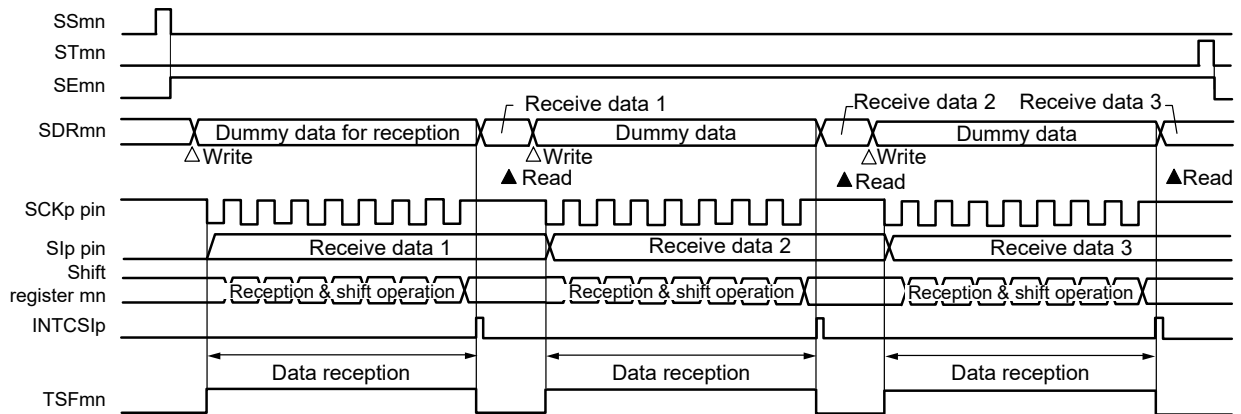 SSmn
STmn
SEmn
Receive data 1
Receive data 2
Receive data 3
SDRmn
Dummy data for reception
Dummy data
Dummy data
△Write
△Write
△Write
▲ Read
▲Read
▲Read
SCKp pin
SIp pin
Receive data 1
Receive data 2
Receive data 3
Shift
register mn
Reception & shift operation
Reception & shift operation
Reception & shift operation
INTCSIp
Data reception
Data reception
Data reception
TSFmn